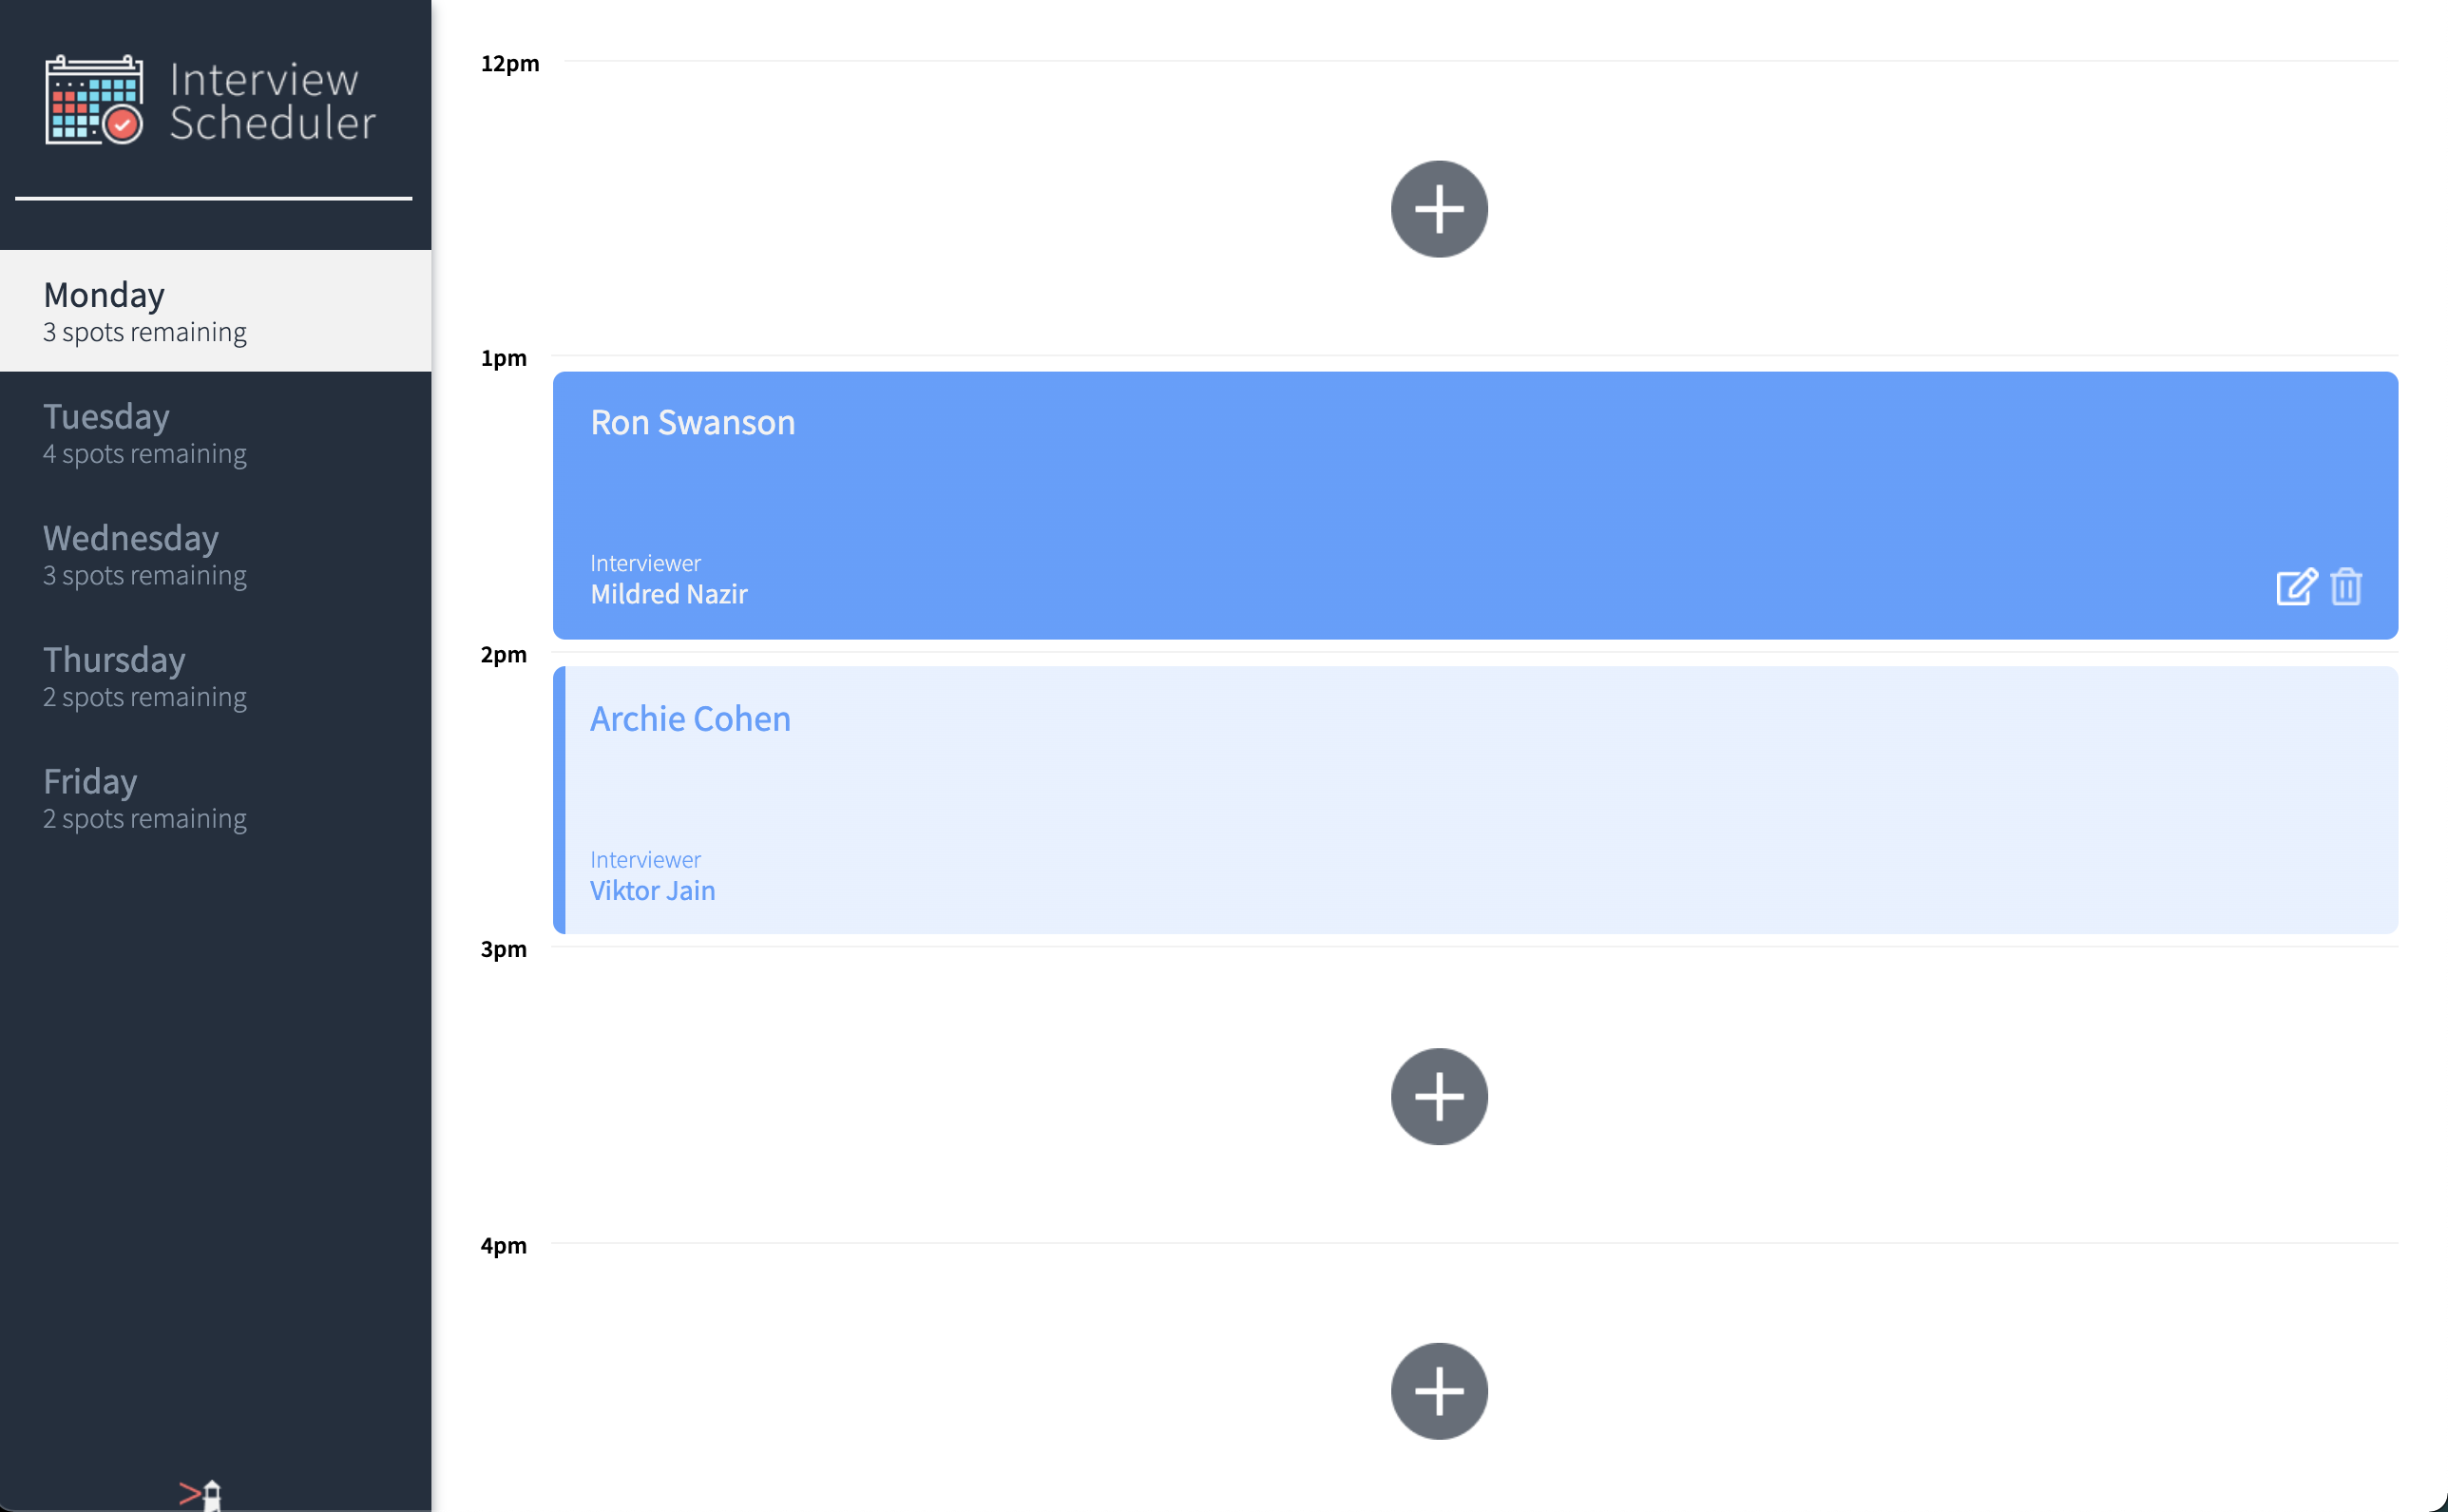 Interview
Scheduler
Monday
3 spots remaining
Tuesday
4 spots remaining
Wednesday
3 spots remaining
Thursday
2 spots remaining
Friday
2 spots remaining
12pm
1pm
Ron Swanson
Interviewer
Mildred Nazir
2pm
Archie Cohen
Interviewer
Viktor Jain
3pm
4pm